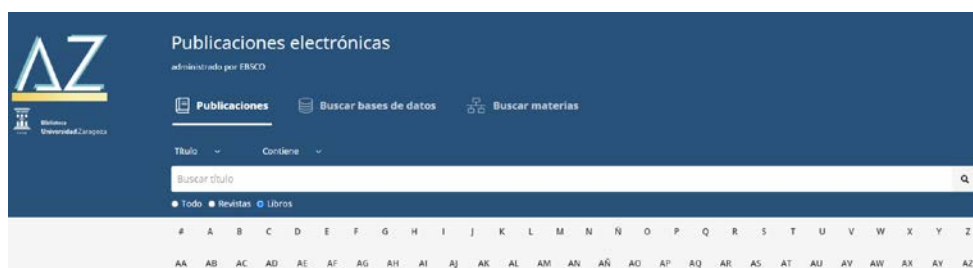 AZ
Biblioteca
Universidad Zaragoza
Publicaciones electrónicas
administrado por EBSCO
Publicaciones Buscar bases de datos Buscar materias
Título Contiene
Buscar título
Todo Revistas Libros
# A B C D E F G H I J K L M N Ñ O P Q R S T U V W X Y Z
AA AB AC AD AE AF AG AH AI AJ AK AL AM AN AÑ AO AP AQ AR AS AT AU AV AW AX AY AZ